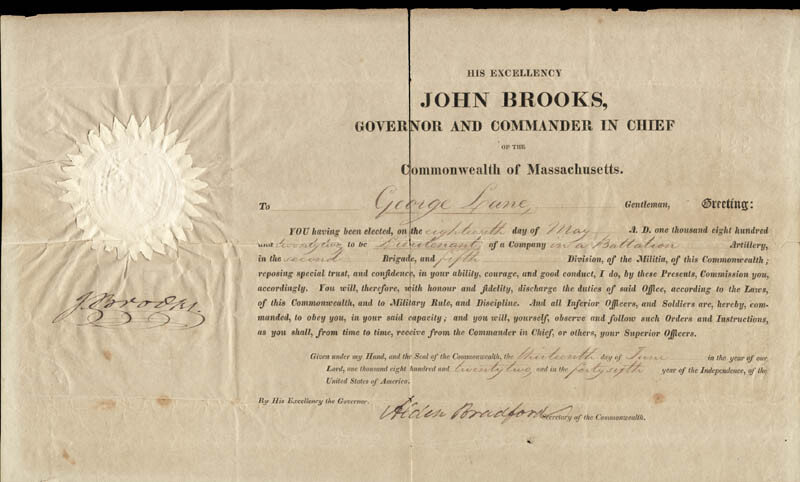 HIS EXCELLENCY
JOHN BROOKS,
GOVERNOR AND COMMANDER IN CHIEF
OF THE
Commonwealth of Massachusetts.
To George Lane, Gentleman, Greeting:
YOU having been elected, on the eighteenth day of May A. D. one thousand eight hundred
and twenty two to be Lieutenant of a Company in a Battalion Artillery,
in the second Brigade, and fifth Division, of the Militia, of this Commonwealth;
reposing special trust, and confidence, in your ability, courage, and good conduct, I do, by these Presents, Commission you,
accordingly. You will, therefore, with honour and fidelity, discharge the duties of said Office, according to the Laws,
of this Commonwealth, and to Military Rule, and Discipline. And all Inferior Officers, and Soldiers are, hereby, com-
manded, to obey you, in your said capacity; and you will, yourself, observe and follow such Orders and Instructions,
as you shall, from time to time, receive from the Commander in Chief, or others, your Superior Officers.
J. Brooks.
Given under my Hand, and the Seal of the Commonwealth, the thirteenth day of June in the year of our
Lord, one thousand eight hundred and twenty two, and in the forty sixth year of the Independence, of the
United States of America.
By His Excellency the Governor.
Alden Bradford Secretary of the Commonwealth.